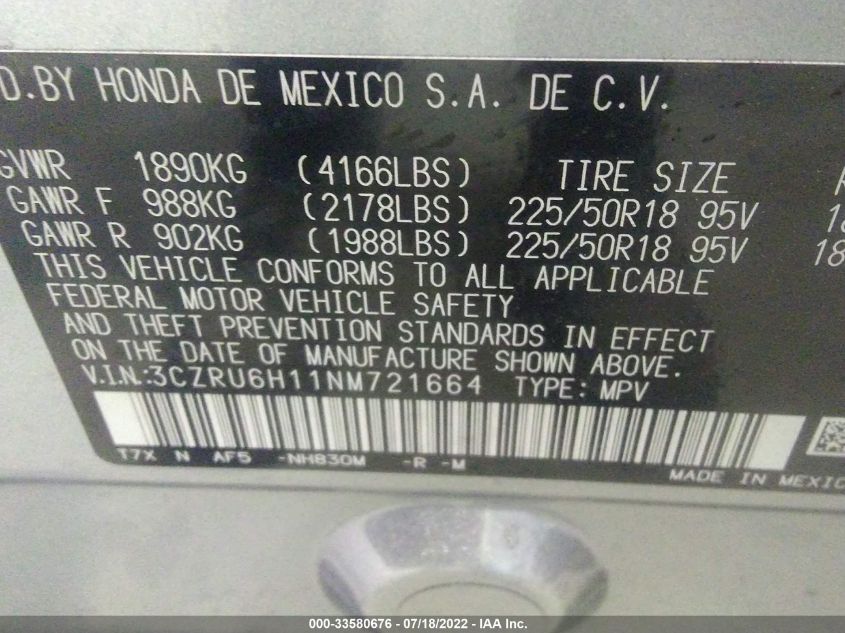 D.BY HONDA DE MEXICO S.A. DE C.V.
GVWR 1890KG (4166LBS) TIRE SIZE
GAWR F 988KG (2178LBS) 225/50R18 95V 18
GAWR R 902KG (1988LBS) 225/50R18 95V 18
THIS VEHICLE CONFORMS TO ALL APPLICABLE
FEDERAL MOTOR VEHICLE SAFETY
AND THEFT PREVENTION STANDARDS IN EFFECT
ON THE DATE OF MANUFACTURE SHOWN ABOVE.
V.I.N.:3CZRU6H11NM721664 TYPE: MPV
T7X N AF5 -NH830M -R -M
MADE IN MEXICO
000-33580676 - 07/18/2022 - IAA Inc.